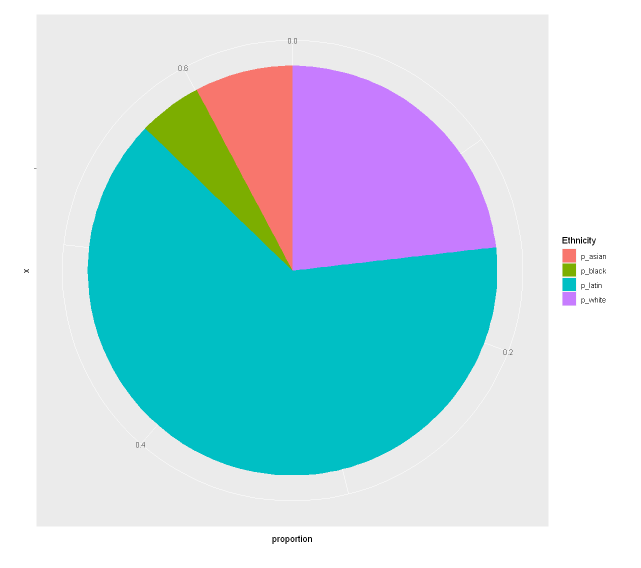 0.0
0.6
x
0.2
0.4
proportion
Ethnicity
p_asian
p_black
p_latin
p_white